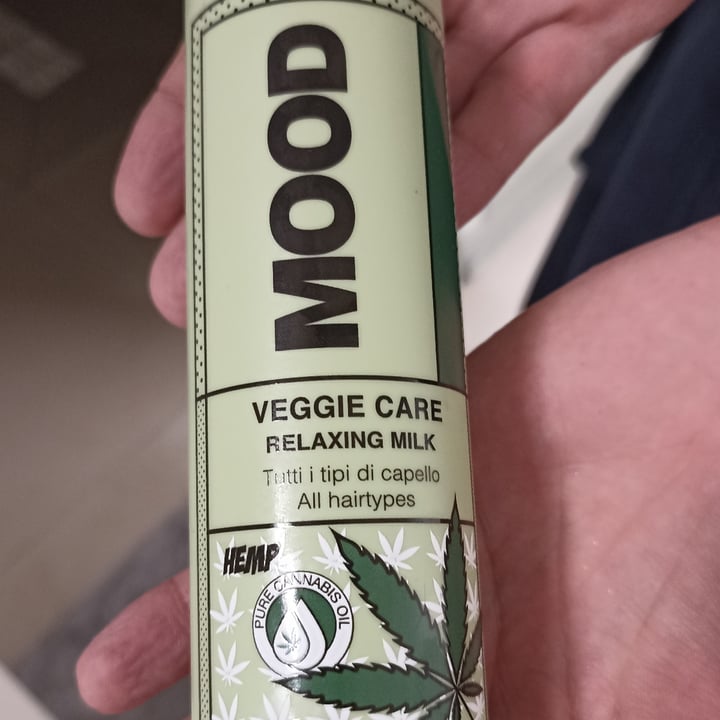 MOOD
VEGGIE CARE
RELAXING MILK
Tutti i tipi di capello
All hairtypes
HEMP
PURE CANNABIS OIL